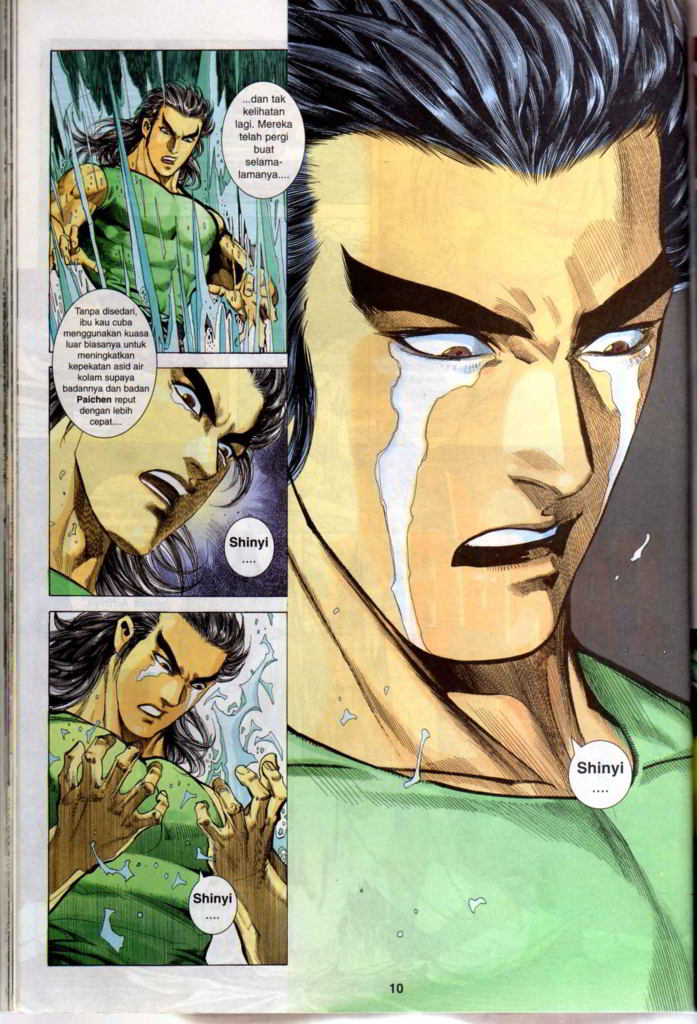 ...dan tak
kelihatan
lagi. Mereka
telah pergi
buat
selama-
lamanya....
Tanpa disedari,
ibu kau cuba
menggunakan kuasa
luar biasanya untuk
meningkatkan
kepekatan asid air
kolam supaya
badannya dan badan
Paichen reput
dengan lebih
cepat....
Shinyi
....
Shinyi
....
Shinyi
....
10